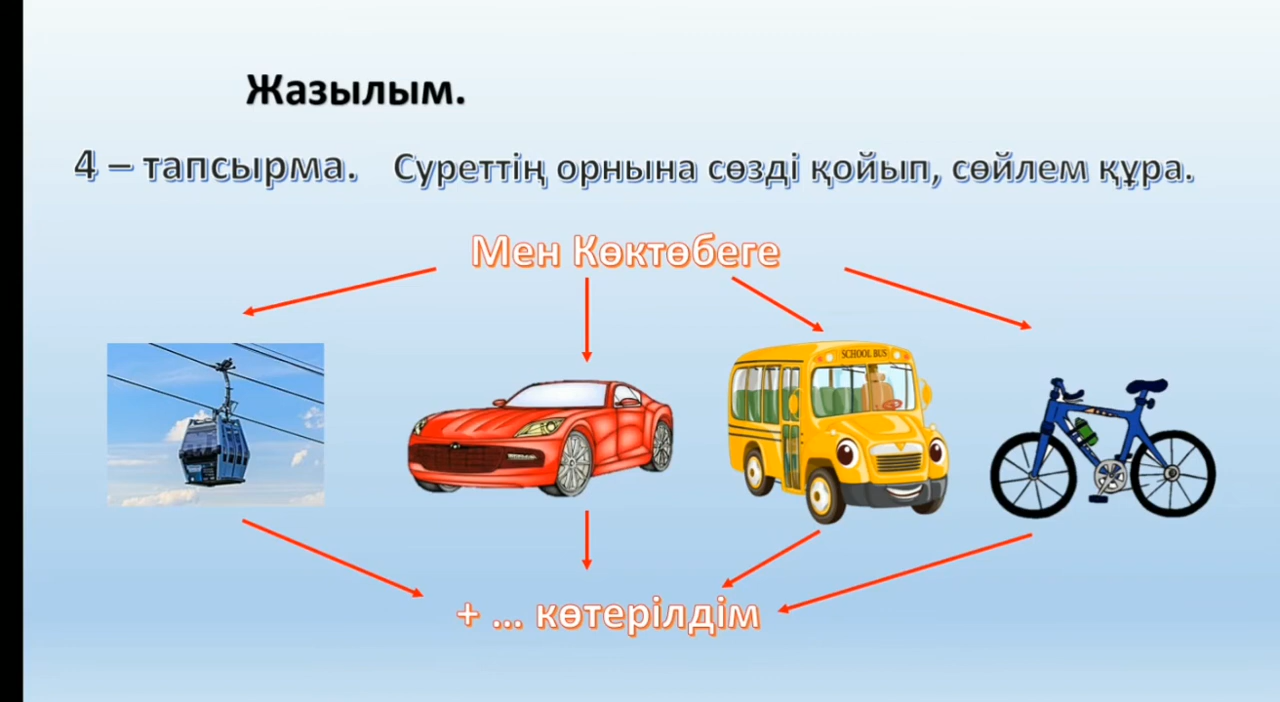 Жазылым.
4 – тапсырма. Суреттің орнына сөзді қойып, сөйлем құра.
Мен Көктөбеге
SCHOOL BUS
+ ... көтерілдім